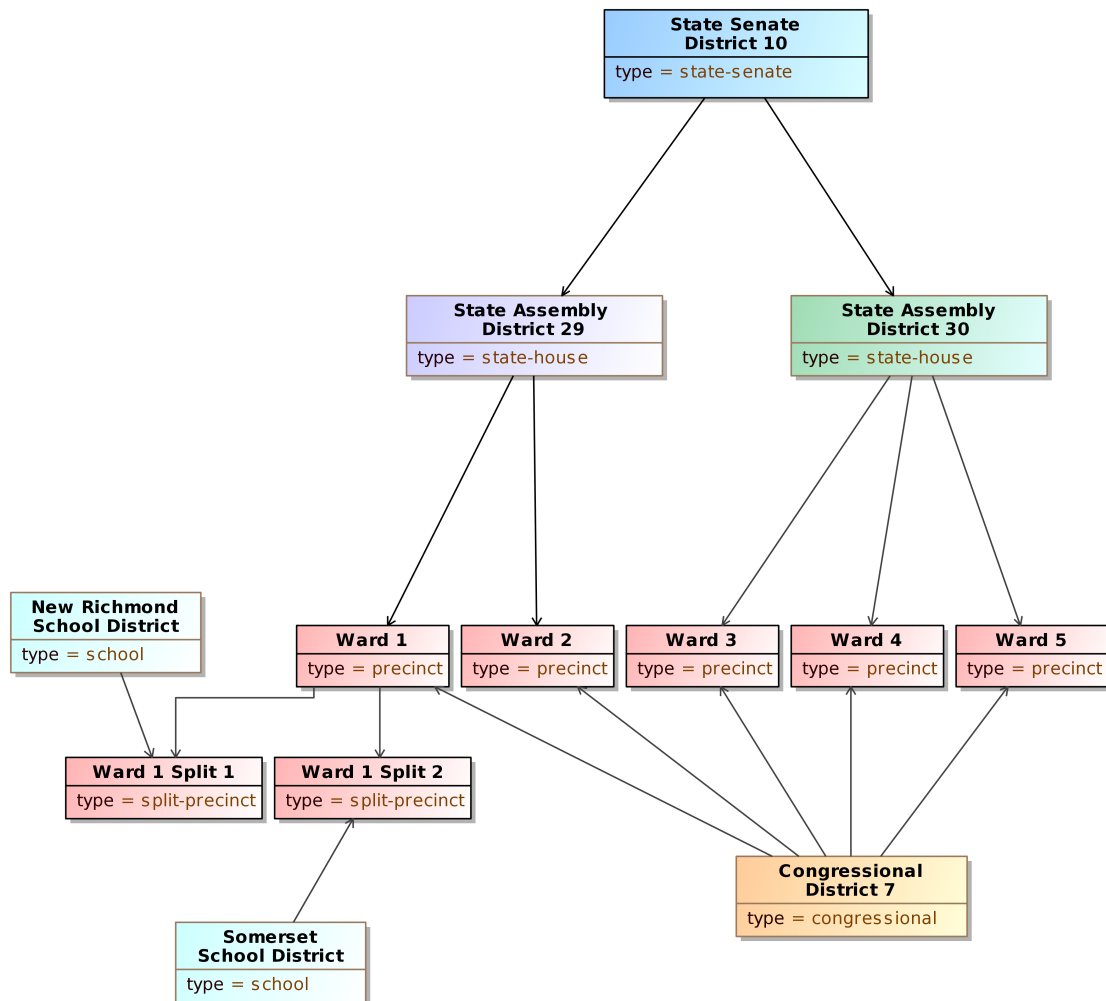 State Senate
District 10
type = state-senate
State Assembly
District 29
type = state-house
State Assembly
District 30
type = state-house
New Richmond
School District
type = school
Ward 1
type = precinct
Ward 2
type = precinct
Ward 3
type = precinct
Ward 4
type = precinct
Ward 5
type = precinct
Ward 1 Split 1
type = split-precinct
Ward 1 Split 2
type = split-precinct
Congressional
District 7
type = congressional
Somerset
School District
type = school